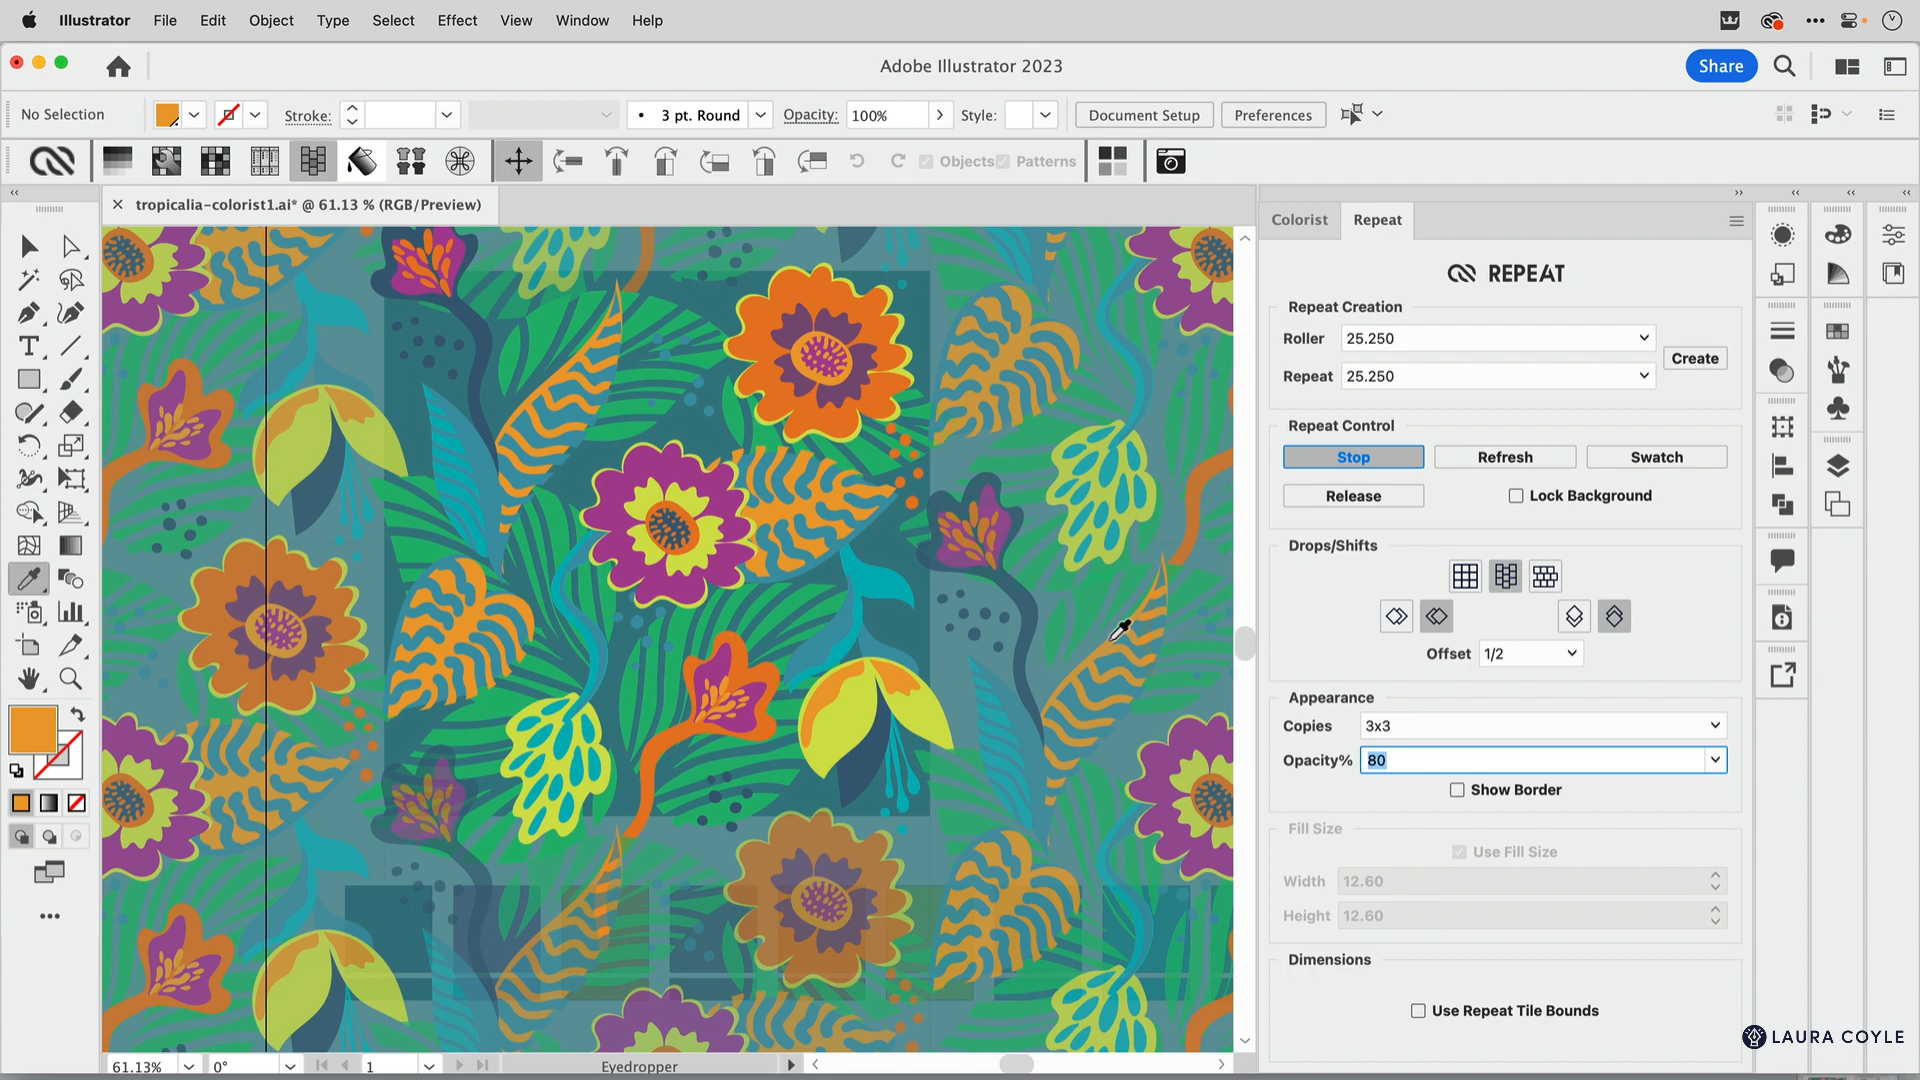 Illustrator File Edit Object Type Select Effect View Window Help
Adobe Illustrator 2023
Share
No Selection
Stroke:
3 pt. Round
Opacity: 100%
Style:
Document Setup
Preferences
Objects
Patterns
tropicalia-colorist1.ai* @ 61.13 % (RGB/Preview)
Colorist
Repeat
REPEAT
Repeat Creation
Roller 25.250
Create
Repeat 25.250
Repeat Control
Stop
Refresh
Swatch
Release
Lock Background
Drops/Shifts
Offset 1/2
Appearance
Copies 3x3
Opacity% 80
Show Border
Fill Size
Use Fill Size
Width 12.60
Height 12.60
Dimensions
Use Repeat Tile Bounds
LAURA COYLE
61.13%
0°
1
Eyedropper